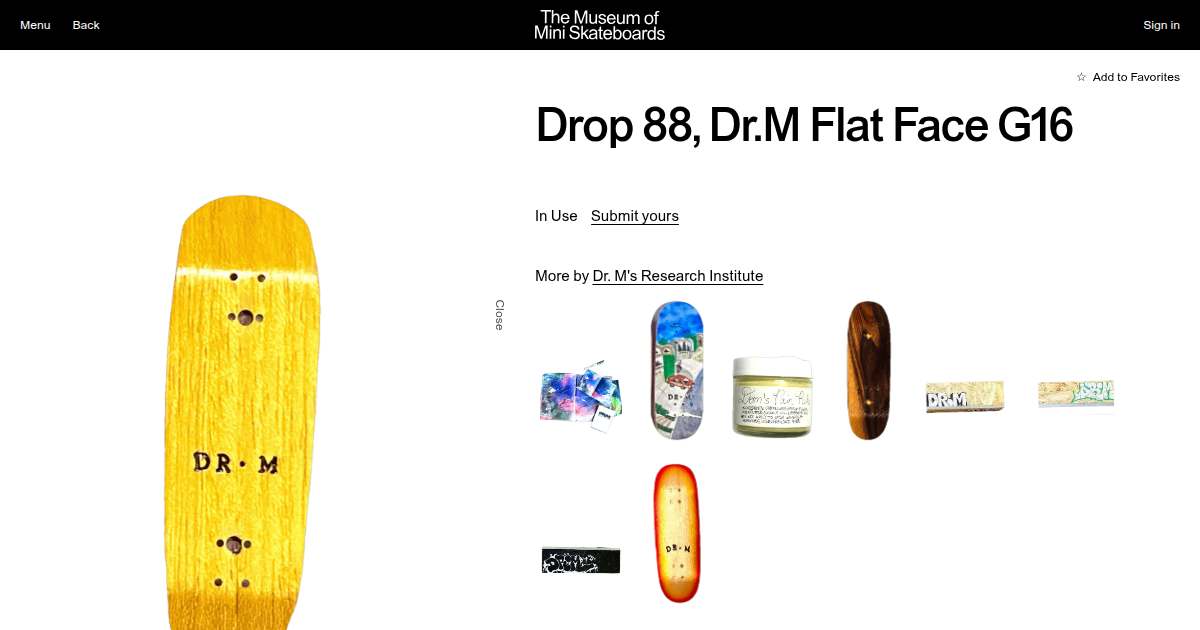 Menu Back
The Museum of
Mini Skateboards
Sign in
☆ Add to Favorites
Drop 88, Dr.M Flat Face G16
In Use Submit yours
More by Dr. M's Research Institute
Close
DR·M
DR·M
DR·M
DR·M